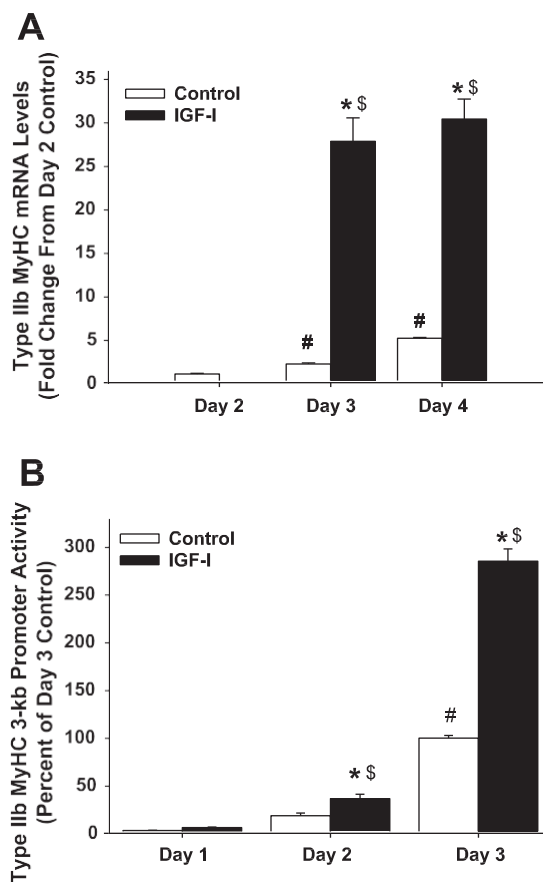 A
Type IIb MyHC mRNA Levels
(Fold Change From Day 2 Control)
35
30
25
20
15
10
5
0
Control
IGF-I
* $
* $
#
#
Day 2 Day 3 Day 4
B
Type IIb MyHC 3-kb Promoter Activity
(Percent of Day 3 Control)
300
250
200
150
100
50
0
Control
IGF-I
* $
#
* $
Day 1 Day 2 Day 3